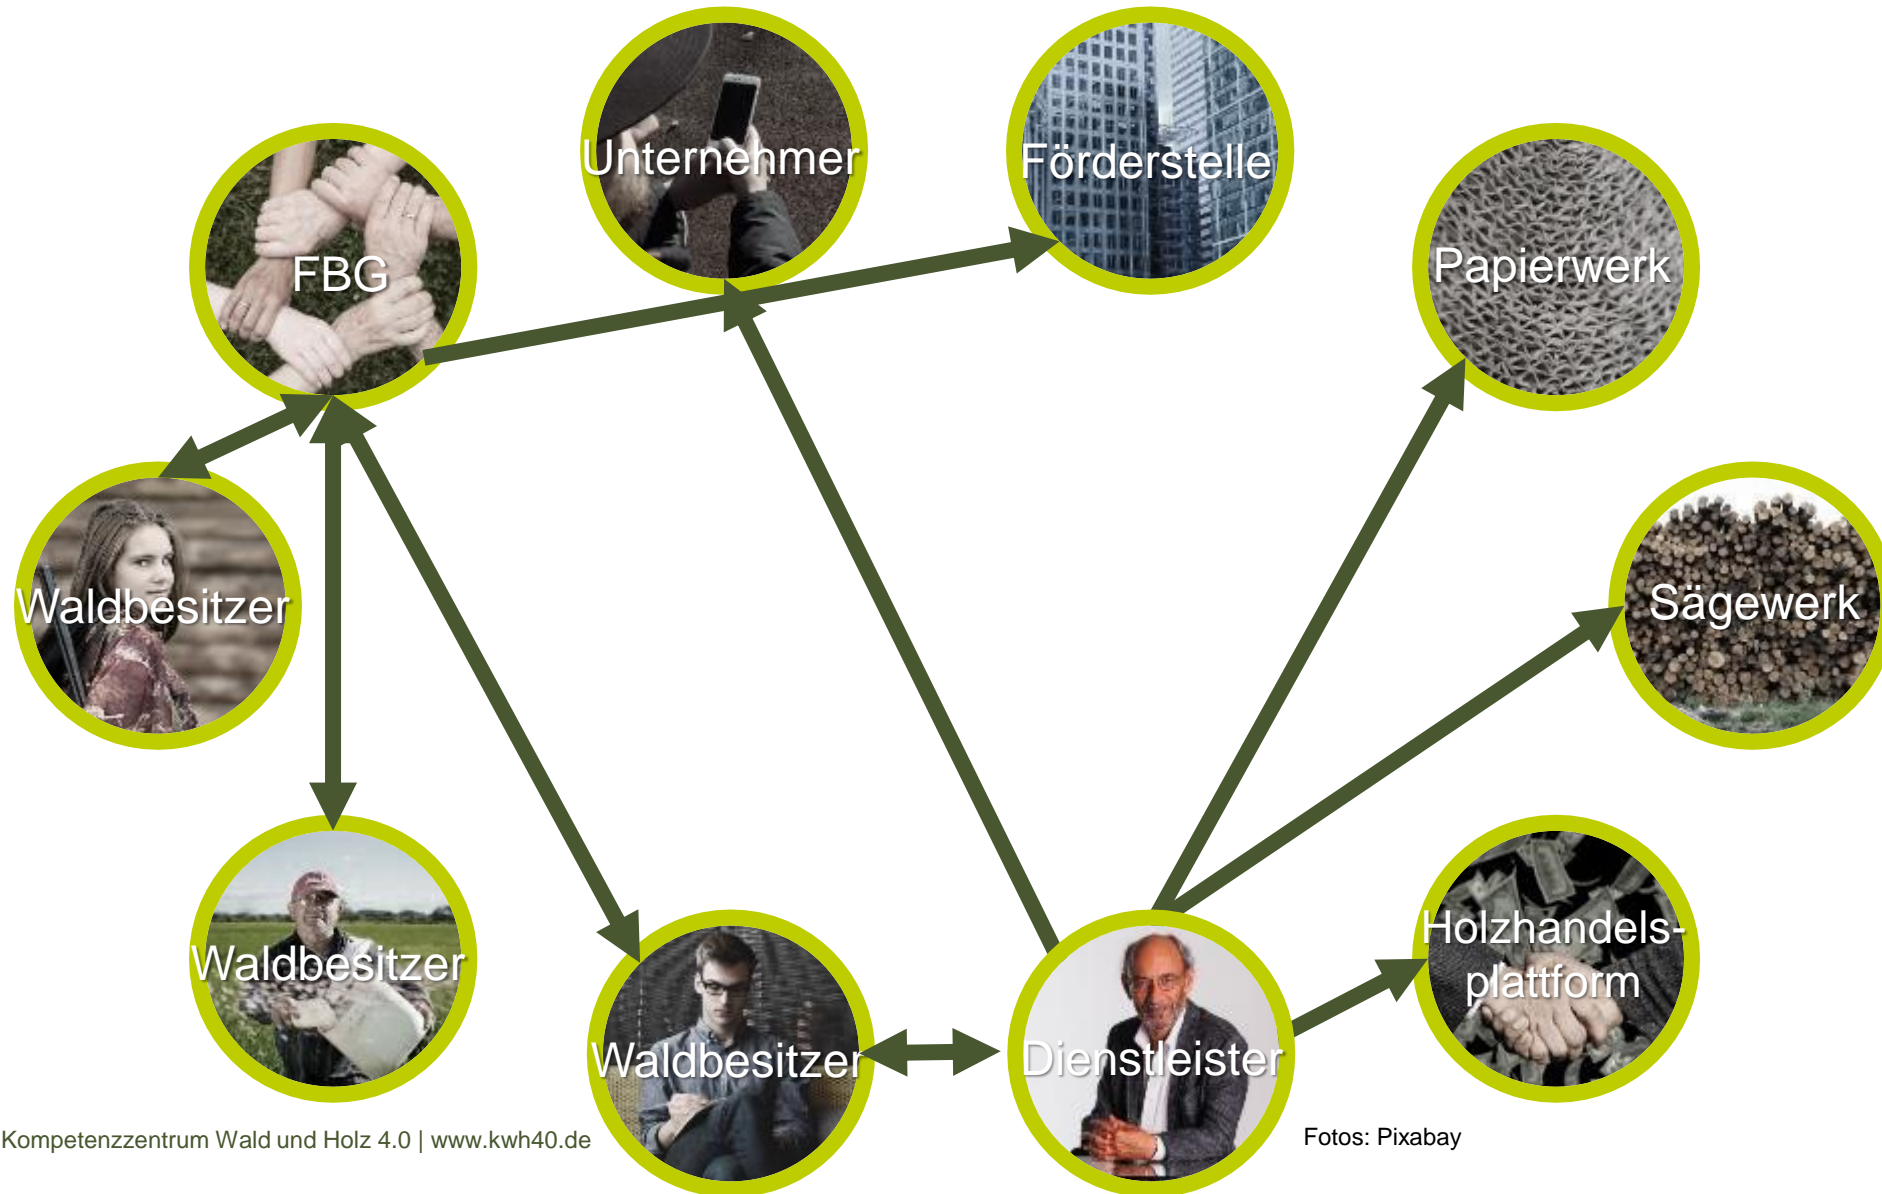 Unternehmer
Förderstelle
FBG
Papierwerk
Waldbesitzer
Sägewerk
Waldbesitzer
Holzhandels-
plattform
Waldbesitzer
Dienstleister
Kompetenzzentrum Wald und Holz 4.0 | www.kwh40.de
Fotos: Pixabay